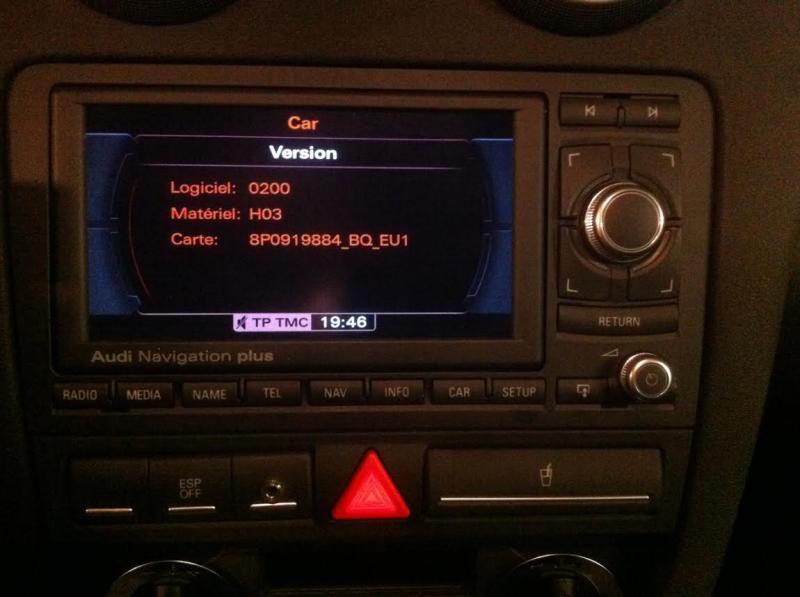 Car
Version
Logiciel: 0200
Matériel: H03
Carte: 8P0919884_BQ_EU1
TP TMC 19:46
Audi Navigation plus
RETURN
RADIO MEDIA NAME TEL NAV INFO CAR SETUP
ESP
OFF